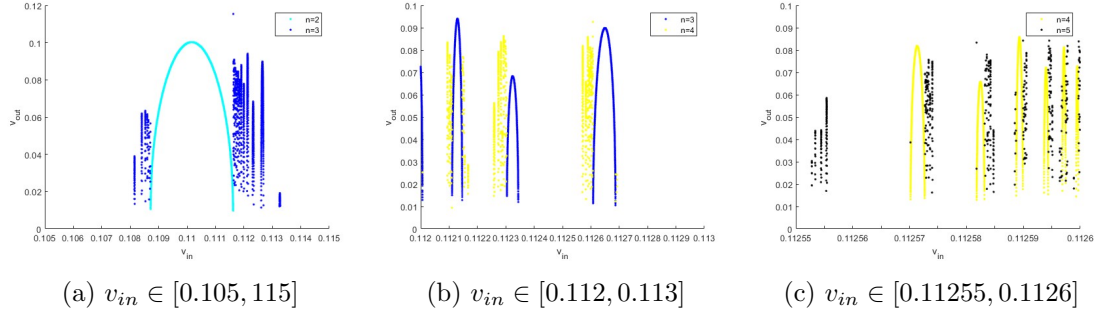 0.12
0.1
0.08
0.06
0.04
0.02
0
v_out
0.105 0.106 0.107 0.108 0.109 0.11 0.111 0.112 0.113 0.114 0.115
v_in
n=2
n=3
0.1
0.09
0.08
0.07
0.06
0.05
0.04
0.03
0.02
0.01
0
v_out
0.112 0.1121 0.1122 0.1123 0.1124 0.1125 0.1126 0.1127 0.1128 0.1129 0.113
v_in
n=3
n=4
0.1
0.09
0.08
0.07
0.06
0.05
0.04
0.03
0.02
0.01
0
v_out
0.11255 0.11256 0.11257 0.11258 0.11259 0.1126
v_in
n=4
n=5
(a) v_in ∈ [0.105, 115]
(b) v_in ∈ [0.112, 0.113]
(c) v_in ∈ [0.11255, 0.1126]